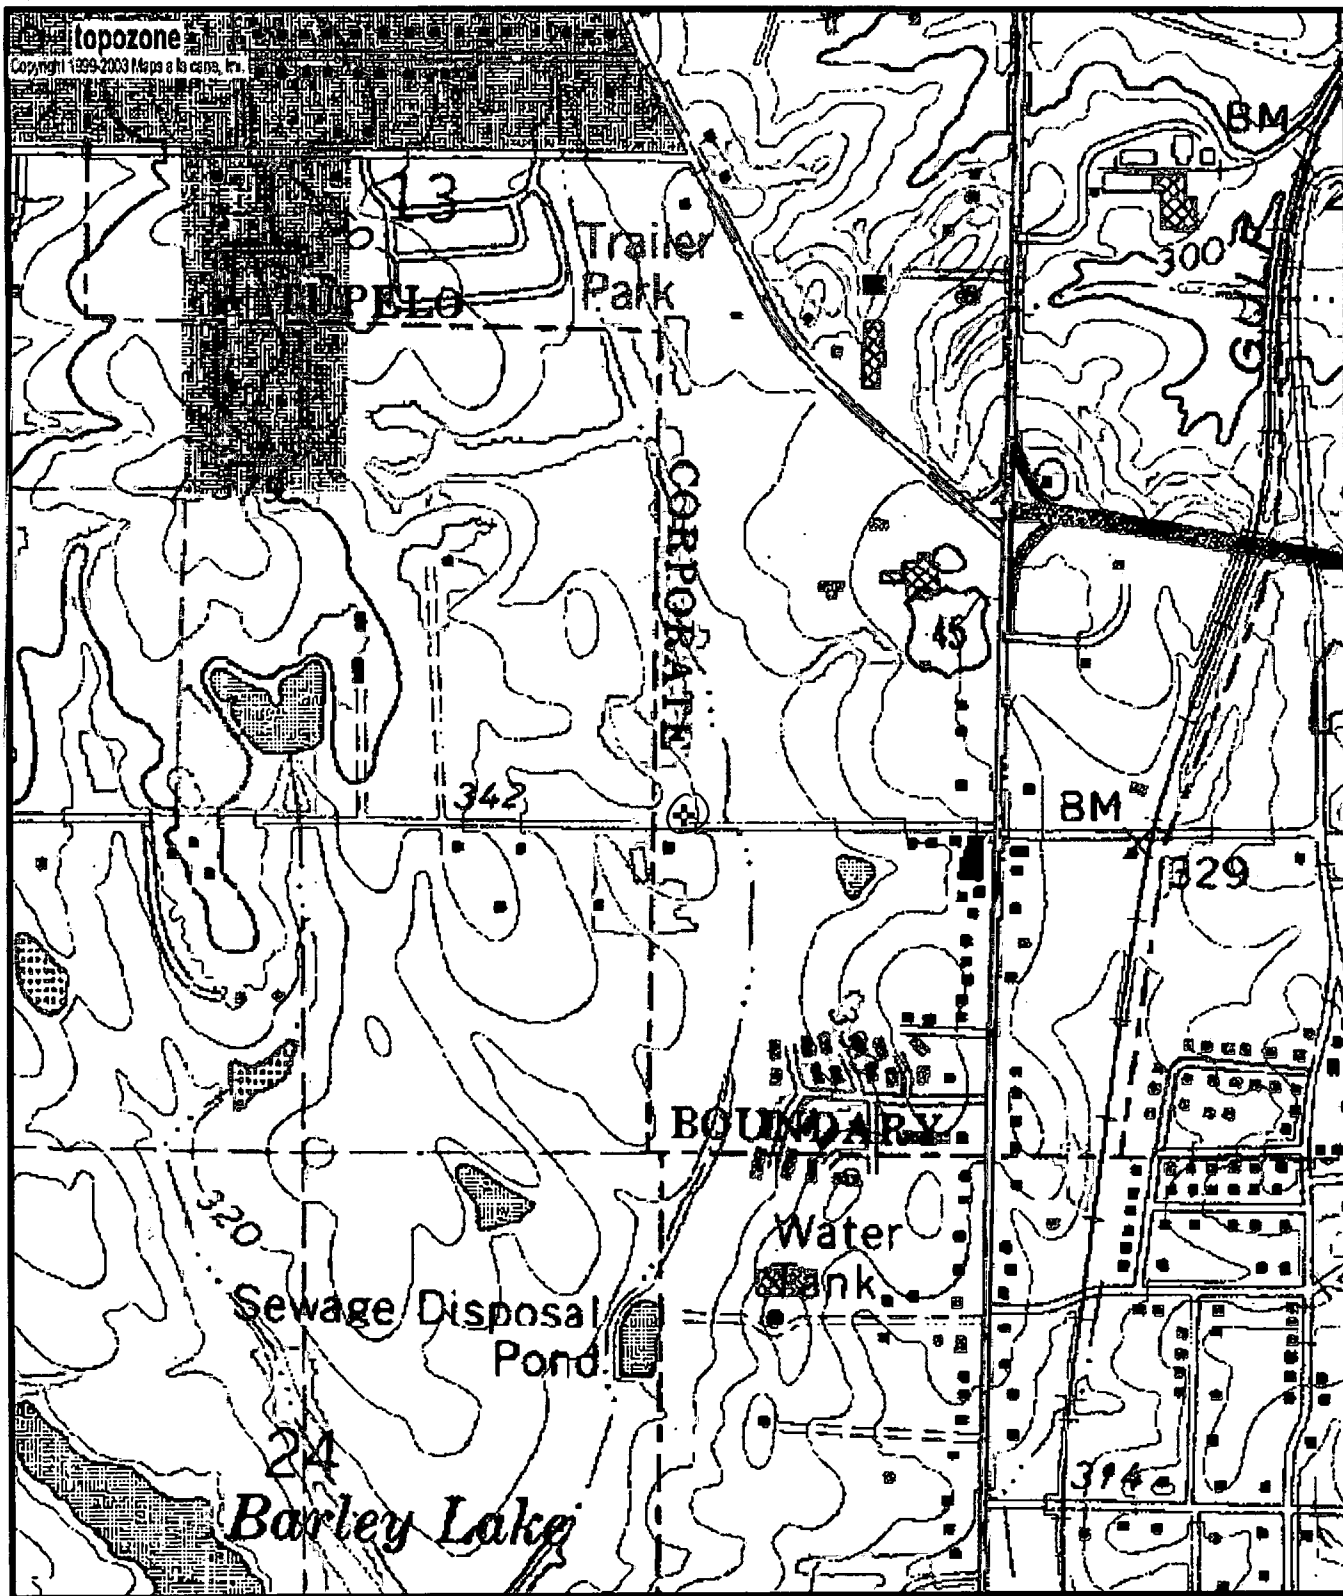 topozone
Copyright 1999-2003 Maps a la carte, Inc.
BM
13
Trailer
Park
300
TUPELO
G M
CORPORATE
45
342
BM
329
BOUNDARY
320
Water
Tank
Sewage Disposal
Pond
24
314
Barley Lake